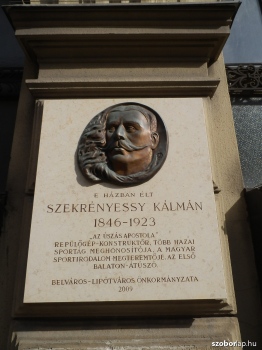 E HÁZBAN ÉLT
SZEKRÉNYESSY KÁLMÁN
1846-1923
„AZ ÚSZÁS APOSTOLA"
REPÜLŐGÉP-KONSTRUKTŐR, TÖBB HAZAI
SPORTÁG MEGHONOSÍTÓJA, A MAGYAR
SPORTIRODALOM MEGTEREMTŐJE, AZ ELSŐ
BALATON-ÁTÚSZÓ.
BELVÁROS-LIPÓTVÁROS ÖNKORMÁNYZATA
2009
szoborlap.hu